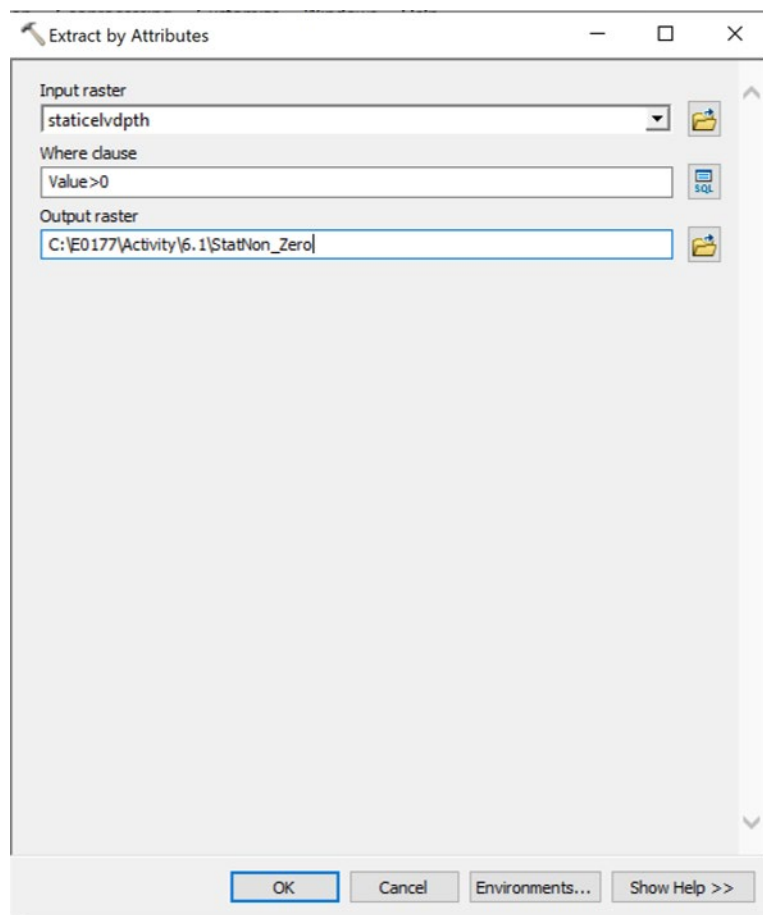 Extract by Attributes
Input raster
staticelvdpth
Where clause
Value>0
SQL
Output raster
C:\E0177\Activity\6.1\StatNon_Zero
OK
Cancel
Environments...
Show Help >>